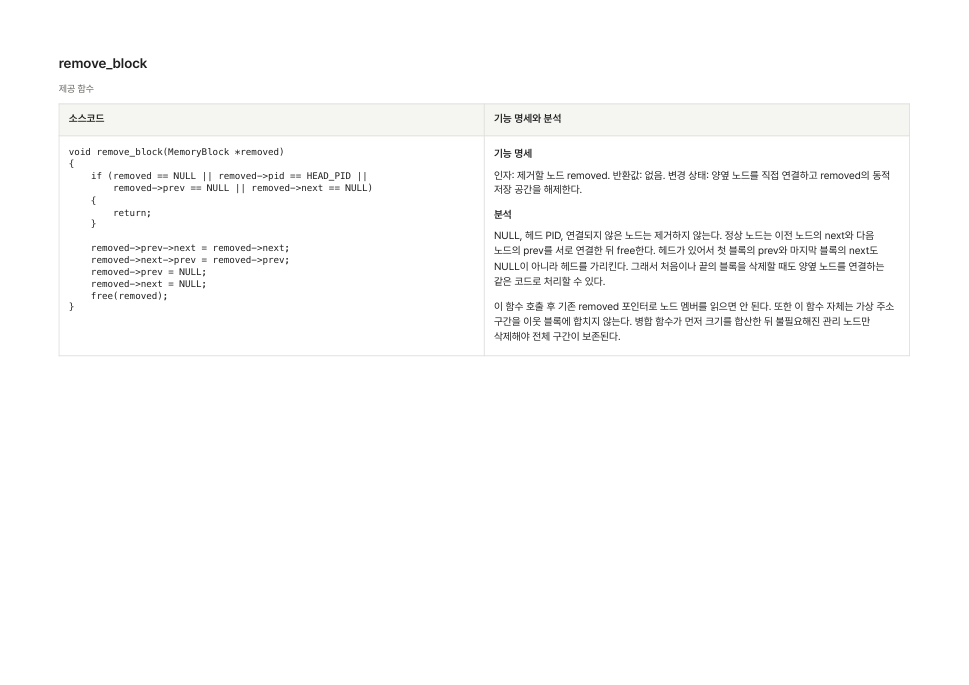 remove_block
제공 함수
소스코드
기능 명세와 분석
void remove_block(MemoryBlock *removed)
{
    if (removed == NULL || removed->pid == HEAD_PID ||
        removed->prev == NULL || removed->next == NULL)
    {
        return;
    }

    removed->prev->next = removed->next;
    removed->next->prev = removed->prev;
    removed->prev = NULL;
    removed->next = NULL;
    free(removed);
}
기능 명세
인자: 제거할 노드 removed. 반환값: 없음. 변경 상태: 양옆 노드를 직접 연결하고 removed의 동적
저장 공간을 해제한다.
분석
NULL, 헤드 PID, 연결되지 않은 노드는 제거하지 않는다. 정상 노드는 이전 노드의 next와 다음
노드의 prev를 서로 연결한 뒤 free한다. 헤드가 있어서 첫 블록의 prev와 마지막 블록의 next도
NULL이 아니라 헤드를 가리킨다. 그래서 처음이나 끝의 블록을 삭제할 때도 양옆 노드를 연결하는
같은 코드로 처리할 수 있다.
이 함수 호출 후 기존 removed 포인터로 노드 멤버를 읽으면 안 된다. 또한 이 함수 자체는 가상 주소
구간을 이웃 블록에 합치지 않는다. 병합 함수가 먼저 크기를 합산한 뒤 불필요해진 관리 노드만
삭제해야 전체 구간이 보존된다.